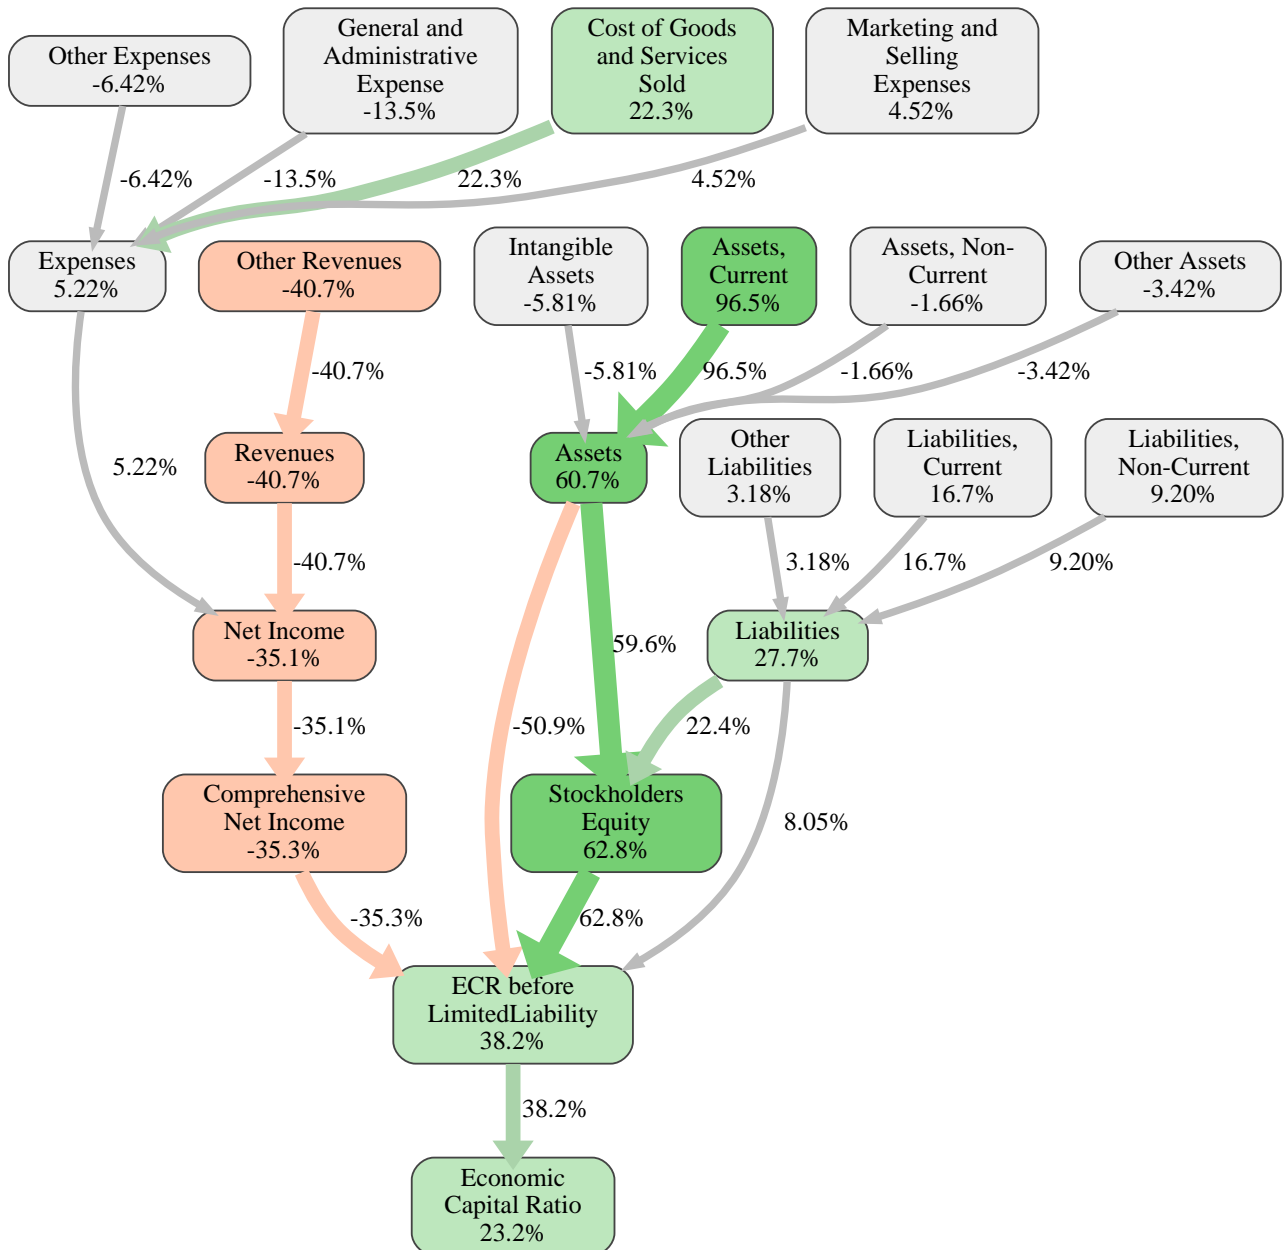 Other Expenses
-6.42%
General and
Administrative
Expense
-13.5%
Cost of Goods
and Services
Sold
22.3%
Marketing and
Selling
Expenses
4.52%
-6.42%
-13.5%
22.3%
4.52%
Expenses
5.22%
Other Revenues
-40.7%
Intangible
Assets
-5.81%
Assets,
Current
96.5%
Assets, Non-
Current
-1.66%
Other Assets
-3.42%
-40.7%
-5.81%
96.5%
-1.66%
-3.42%
5.22%
Revenues
-40.7%
Assets
60.7%
Other
Liabilities
3.18%
Liabilities,
Current
16.7%
Liabilities,
Non-Current
9.20%
-40.7%
3.18%
16.7%
9.20%
Net Income
-35.1%
59.6%
Liabilities
27.7%
-35.1%
-50.9%
22.4%
Comprehensive
Net Income
-35.3%
Stockholders
Equity
62.8%
8.05%
-35.3%
62.8%
ECR before
LimitedLiability
38.2%
38.2%
Economic
Capital Ratio
23.2%